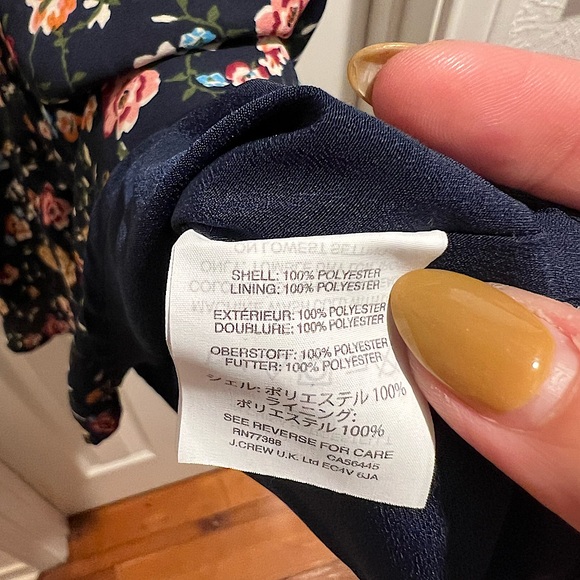 SHELL: 100% POLYESTER
LINING: 100% POLYESTER
EXTÉRIEUR: 100% POLYESTER
DOUBLURE: 100% POLYESTER
OBERSTOFF: 100% POLYESTER
FUTTER: 100% POLYESTER
シェル: ポリエステル 100%
ライニング:
ポリエステル 100%
SEE REVERSE FOR CARE
RN77388 CA56445
J.CREW U.K. Ltd EC4V 6JA